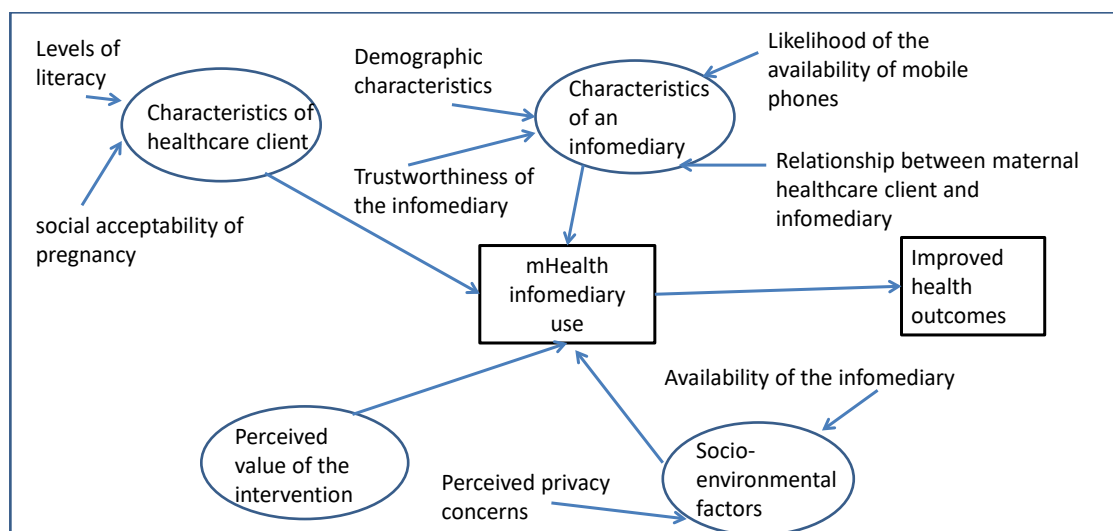 Levels of
literacy
Characteristics of
healthcare client
social acceptability of
pregnancy
Demographic
characteristics
Trustworthiness of
the infomediary
Characteristics
of an
infomediary
Likelihood of the
availability of mobile
phones
Relationship between maternal
healthcare client and
infomediary
mHealth
infomediary
use
Improved
health
outcomes
Perceived
value of the
intervention
Availability of the infomediary
Socio-
environmental
factors
Perceived privacy
concerns